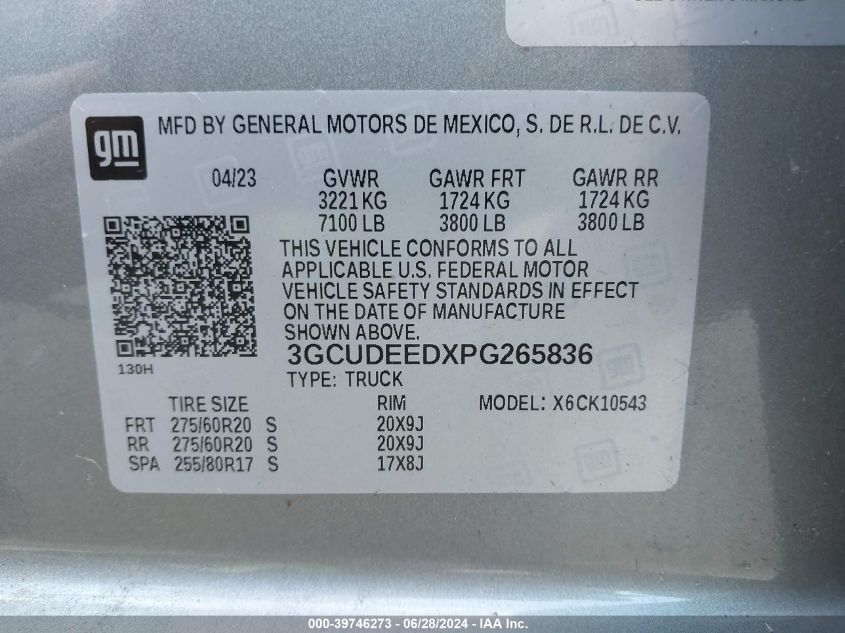 gm
MFD BY GENERAL MOTORS DE MEXICO, S. DE R.L. DE C.V.
04/23 GVWR GAWR FRT GAWR RR
3221 KG 1724 KG 1724 KG
7100 LB 3800 LB 3800 LB
THIS VEHICLE CONFORMS TO ALL
APPLICABLE U.S. FEDERAL MOTOR
VEHICLE SAFETY STANDARDS IN EFFECT
ON THE DATE OF MANUFACTURE
SHOWN ABOVE.
3GCUDEEDXPG265836
130H
TYPE: TRUCK
TIRE SIZE RIM MODEL: X6CK10543
FRT 275/60R20 S 20X9J
RR 275/60R20 S 20X9J
SPA 255/80R17 S 17X8J
000-39746273 - 06/28/2024 - IAA Inc.